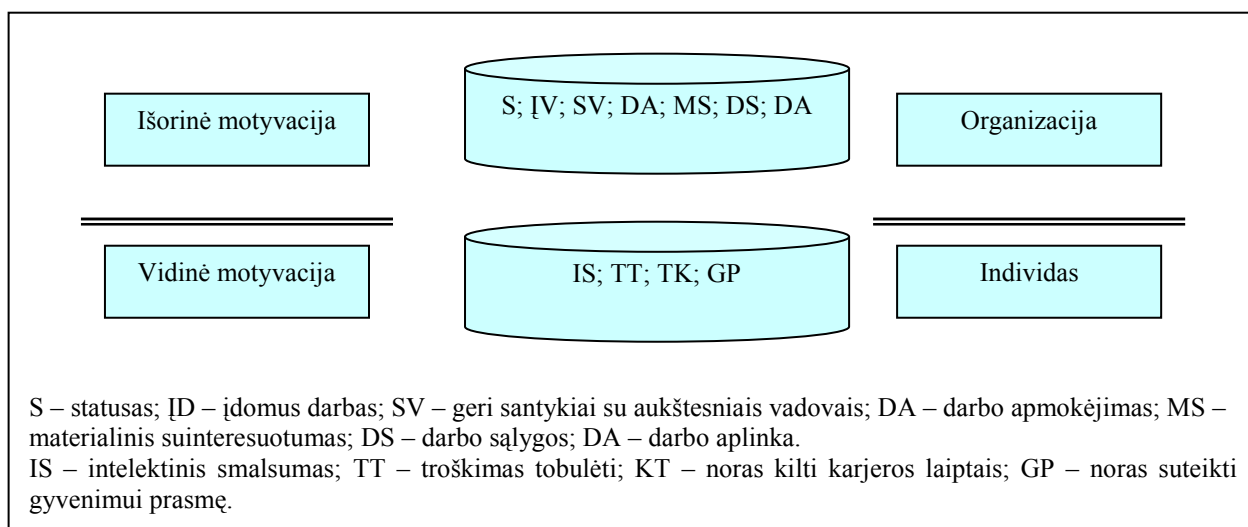 Išorinė motyvacija
S; ĮV; SV; DA; MS; DS; DA
Organizacija
Vidinė motyvacija
IS; TT; TK; GP
Individas
S – statusas; ĮD – įdomus darbas; SV – geri santykiai su aukštesniais vadovais; DA – darbo apmokėjimas; MS –
materialinis suinteresuotumas; DS – darbo sąlygos; DA – darbo aplinka.
IS – intelektinis smalsumas; TT – troškimas tobulėti; KT – noras kilti karjeros laiptais; GP – noras suteikti
gyvenimui prasmę.